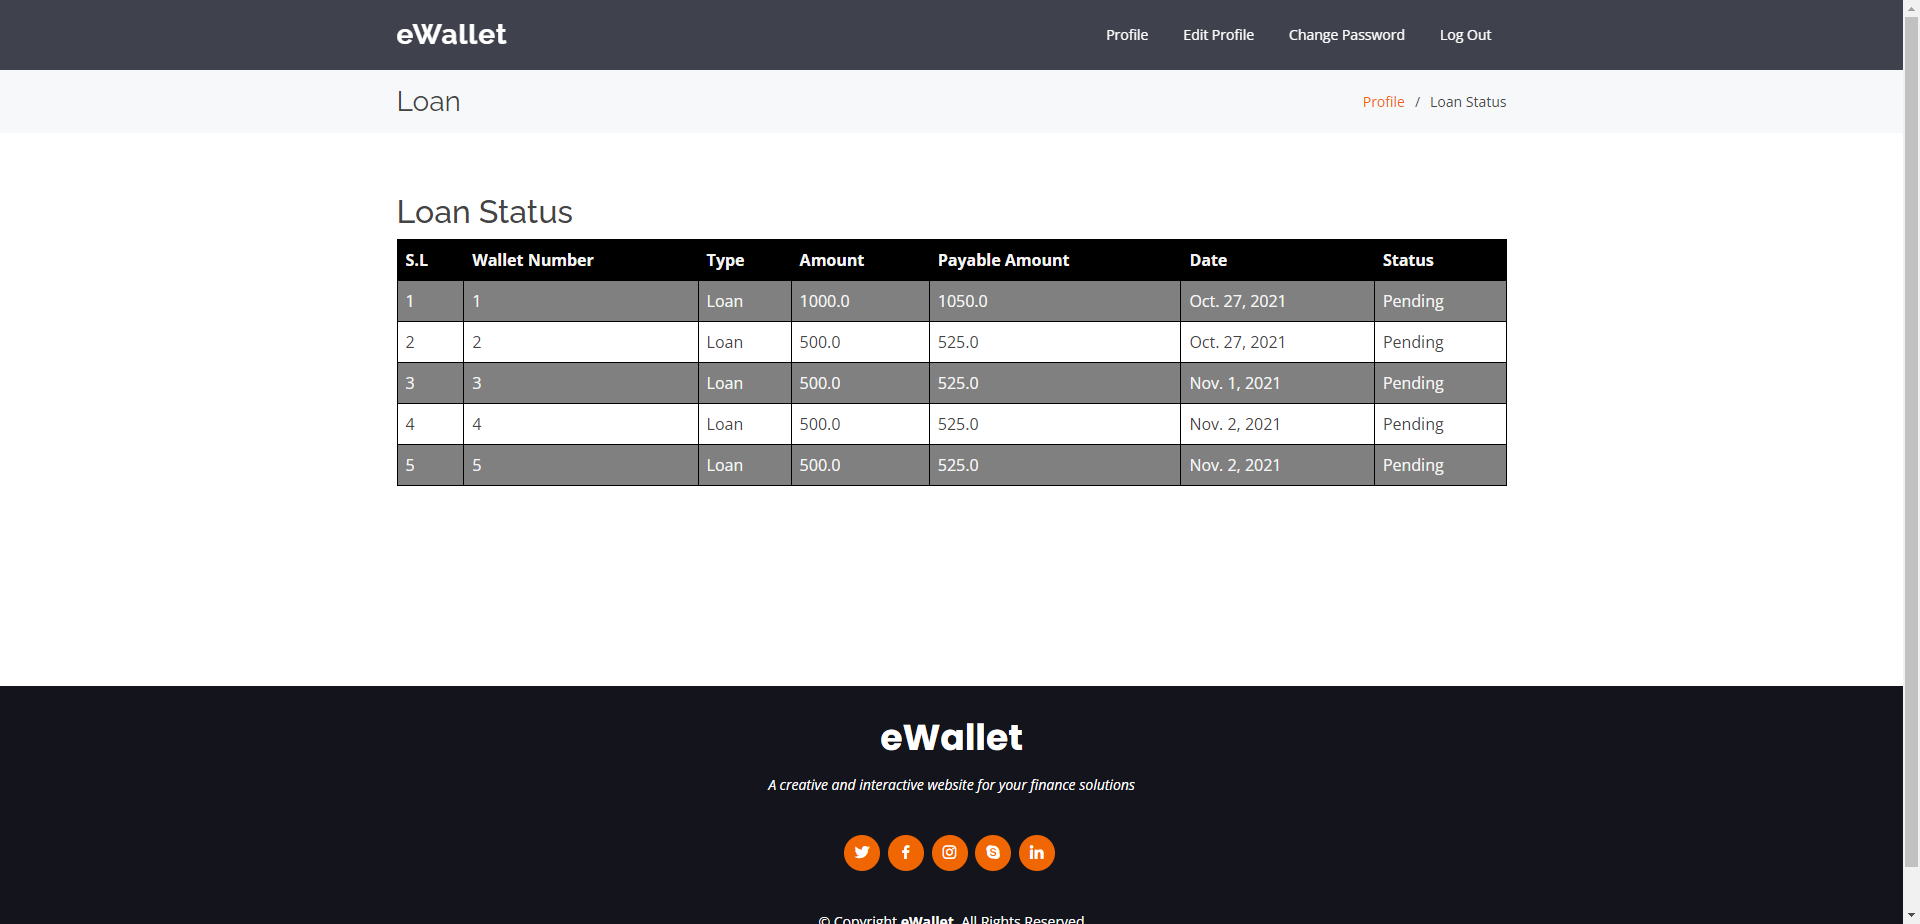 eWallet
Profile Edit Profile Change Password Log Out
Loan
Profile / Loan Status
Loan Status
S.L Wallet Number Type Amount Payable Amount Date Status
1 1 Loan 1000.0 1050.0 Oct. 27, 2021 Pending
2 2 Loan 500.0 525.0 Oct. 27, 2021 Pending
3 3 Loan 500.0 525.0 Nov. 1, 2021 Pending
4 4 Loan 500.0 525.0 Nov. 2, 2021 Pending
5 5 Loan 500.0 525.0 Nov. 2, 2021 Pending
eWallet
A creative and interactive website for your finance solutions
© Copyright eWallet. All Rights Reserved